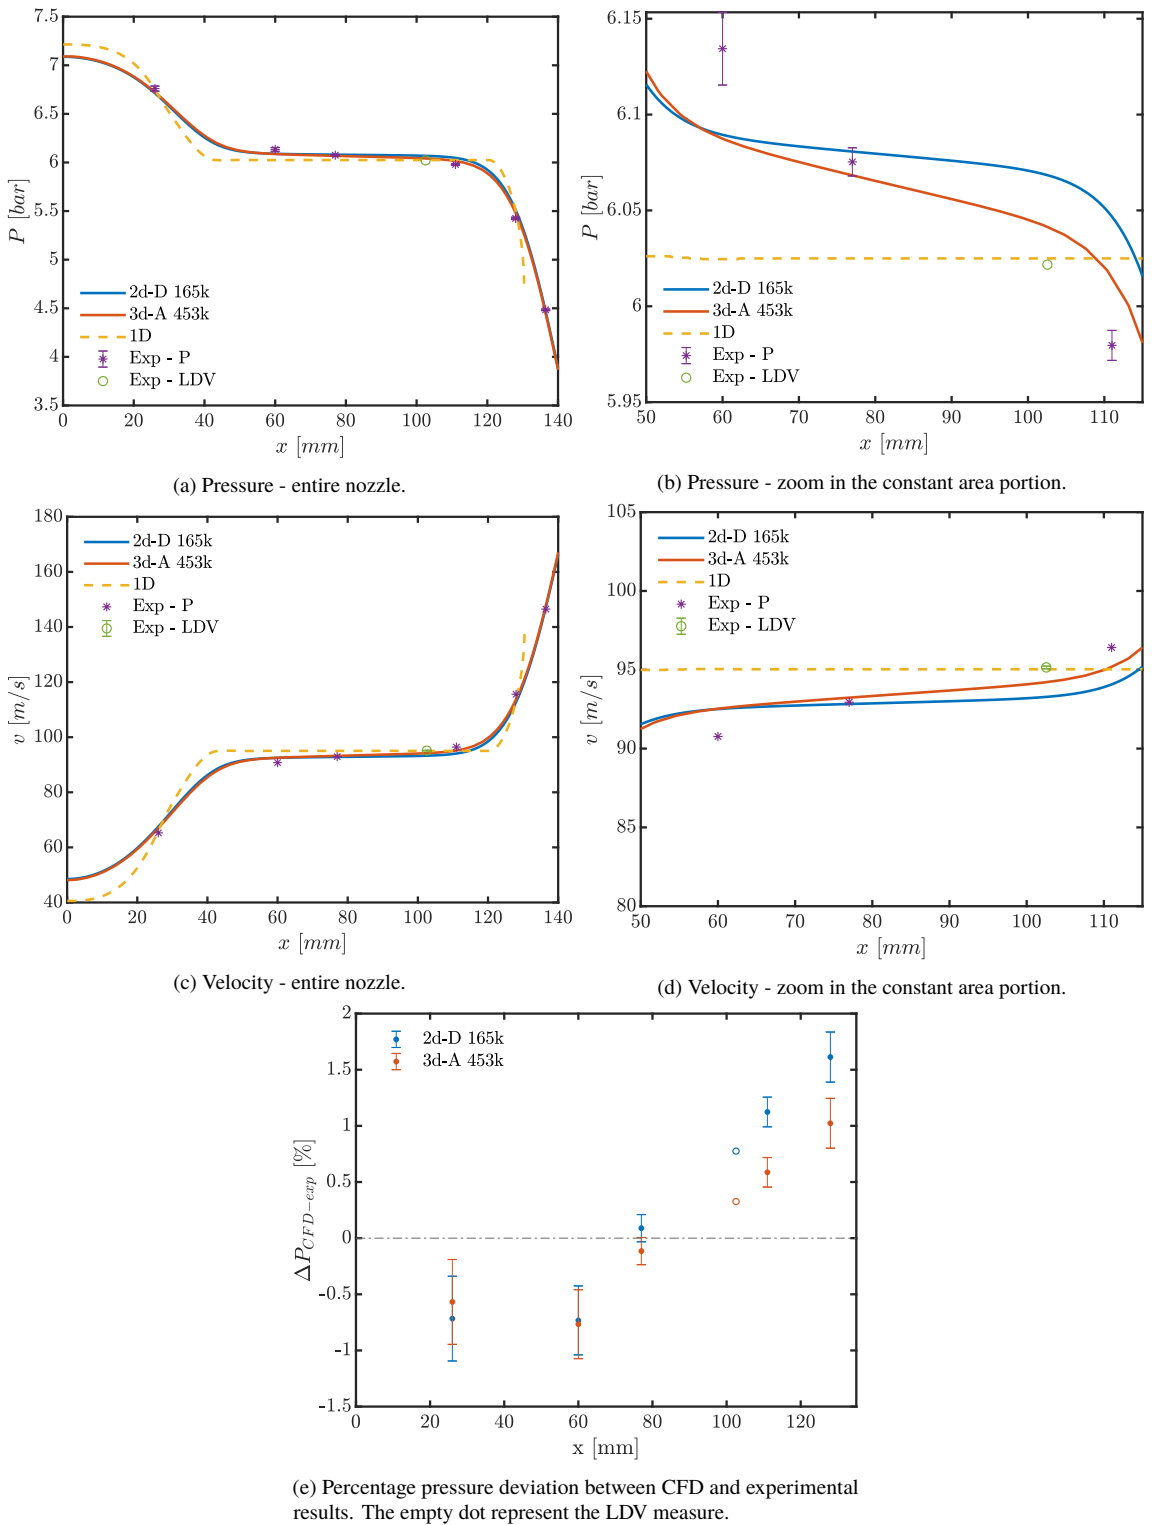 7.5
7
6.5
6
5.5
5
4.5
4
3.5
P [bar]
2d-D 165k
3d-A 453k
1D
Exp - P
Exp - LDV
0 20 40 60 80 100 120 140
x [mm]
(a) Pressure - entire nozzle.
6.15
6.1
6.05
6
5.95
P [bar]
2d-D 165k
3d-A 453k
1D
Exp - P
Exp - LDV
50 60 70 80 90 100 110
x [mm]
(b) Pressure - zoom in the constant area portion.
180
160
140
120
100
80
60
40
v [m/s]
2d-D 165k
3d-A 453k
1D
Exp - P
Exp - LDV
0 20 40 60 80 100 120 140
x [mm]
(c) Velocity - entire nozzle.
105
100
95
90
85
80
v [m/s]
2d-D 165k
3d-A 453k
1D
Exp - P
Exp - LDV
50 60 70 80 90 100 110
x [mm]
(d) Velocity - zoom in the constant area portion.
2
1.5
1
0.5
0
-0.5
-1
-1.5
ΔP_{CFD-exp} [%]
2d-D 165k
3d-A 453k
0 20 40 60 80 100 120
x [mm]
(e) Percentage pressure deviation between CFD and experimental
results. The empty dot represent the LDV measure.